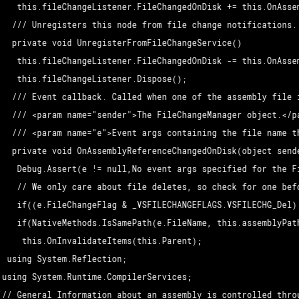 this.fileChangeListener.FileChangedOnDisk += this.OnAssem
/// Unregisters this node from file change notifications.
private void UnregisterFromFileChangeService()
this.fileChangeListener.FileChangedOnDisk -= this.OnAssem
this.fileChangeListener.Dispose();
/// Event callback. Called when one of the assembly file i
/// <param name="sender">The FileChangeManager object.</pa
/// <param name="e">Event args containing the file name th
private void OnAssemblyReferenceChangedOnDisk(object sende
Debug.Assert(e != null,No event args specified for the Fi
// We only care about file deletes, so check for one befo
if((e.FileChangeFlag & _VSFILECHANGEFLAGS.VSFILECHG_Del)
if(NativeMethods.IsSamePath(e.FileName, this.assemblyPath
this.OnInvalidateItems(this.Parent);
using System.Reflection;
using System.Runtime.CompilerServices;
// General Information about an assembly is controlled throu